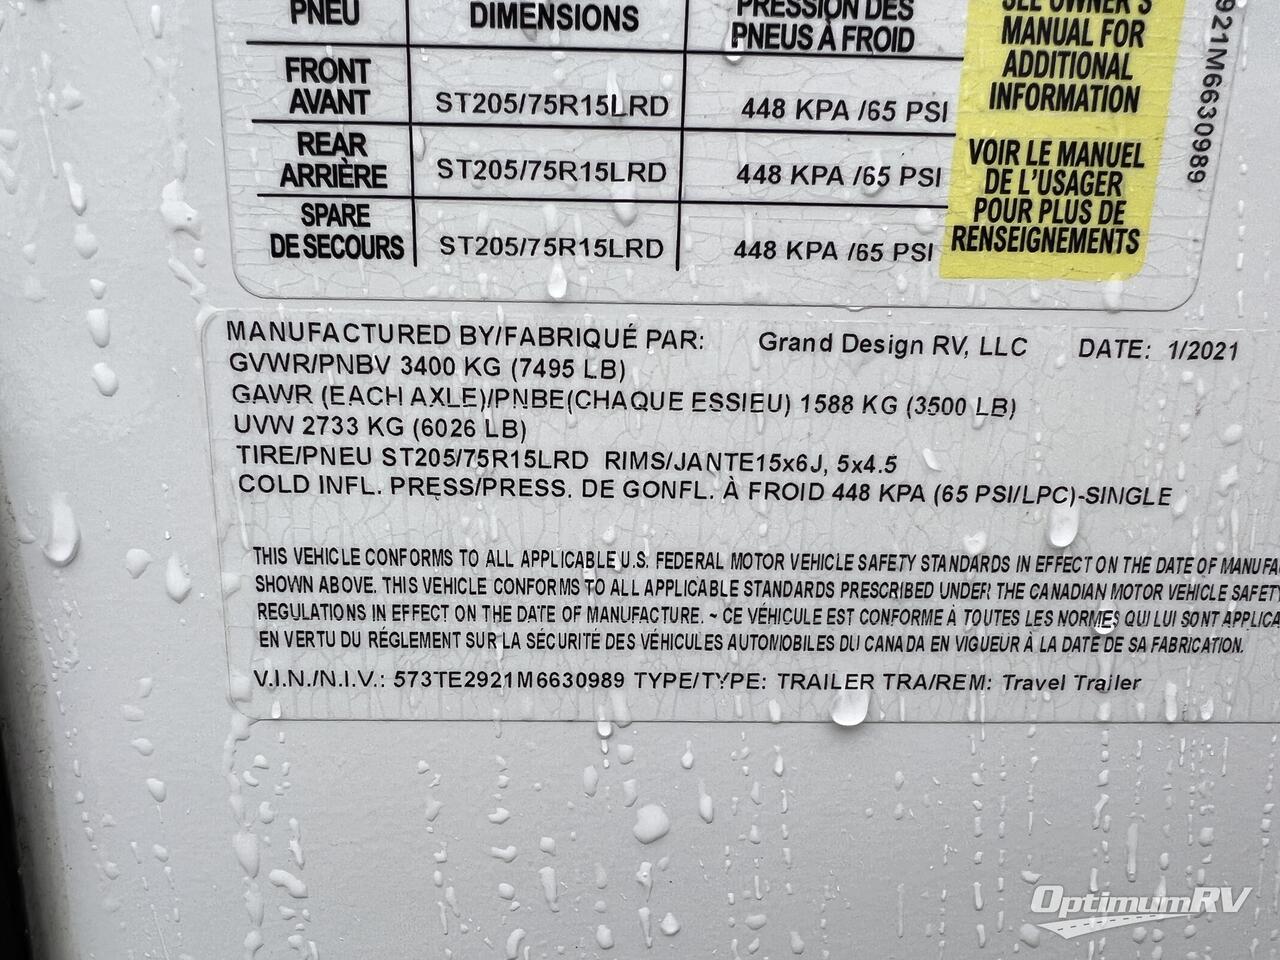 PNEU DIMENSIONS PRESSION DES PNEUS À FROID
FRONT AVANT ST205/75R15LRD 448 KPA /65 PSI
REAR ARRIÈRE ST205/75R15LRD 448 KPA /65 PSI
SPARE DE SECOURS ST205/75R15LRD 448 KPA /65 PSI
SEE OWNER'S
MANUAL FOR
ADDITIONAL
INFORMATION
VOIR LE MANUEL
DE L'USAGER
POUR PLUS DE
RENSEIGNEMENTS
921M6630989
MANUFACTURED BY/FABRIQUÉ PAR: Grand Design RV, LLC DATE: 1/2021
GVWR/PNBV 3400 KG (7495 LB)
GAWR (EACH AXLE)/PNBE(CHAQUE ESSIEU) 1588 KG (3500 LB)
UVW 2733 KG (6026 LB)
TIRE/PNEU ST205/75R15LRD RIMS/JANTE15x6J, 5x4.5
COLD INFL. PRESS/PRESS. DE GONFL. À FROID 448 KPA (65 PSI/LPC)-SINGLE
THIS VEHICLE CONFORMS TO ALL APPLICABLE U.S. FEDERAL MOTOR VEHICLE SAFETY STANDARDS IN EFFECT ON THE DATE OF MANUFA
SHOWN ABOVE. THIS VEHICLE CONFORMS TO ALL APPLICABLE STANDARDS PRESCRIBED UNDER THE CANADIAN MOTOR VEHICLE SAFETY
REGULATIONS IN EFFECT ON THE DATE OF MANUFACTURE. ~ CE VÉHICULE EST CONFORME À TOUTES LES NORMES QUI LUI SONT APPLICA
EN VERTU DU RÉGLEMENT SUR LA SÉCURITÉ DES VÉHICULES AUTOMOBILES DU CANADA EN VIGUEUR À LA DATE DE SA FABRICATION.
V.I.N./N.I.V.: 573TE2921M6630989 TYPE/TYPE: TRAILER TRA/REM: Travel Trailer
OptimumRV